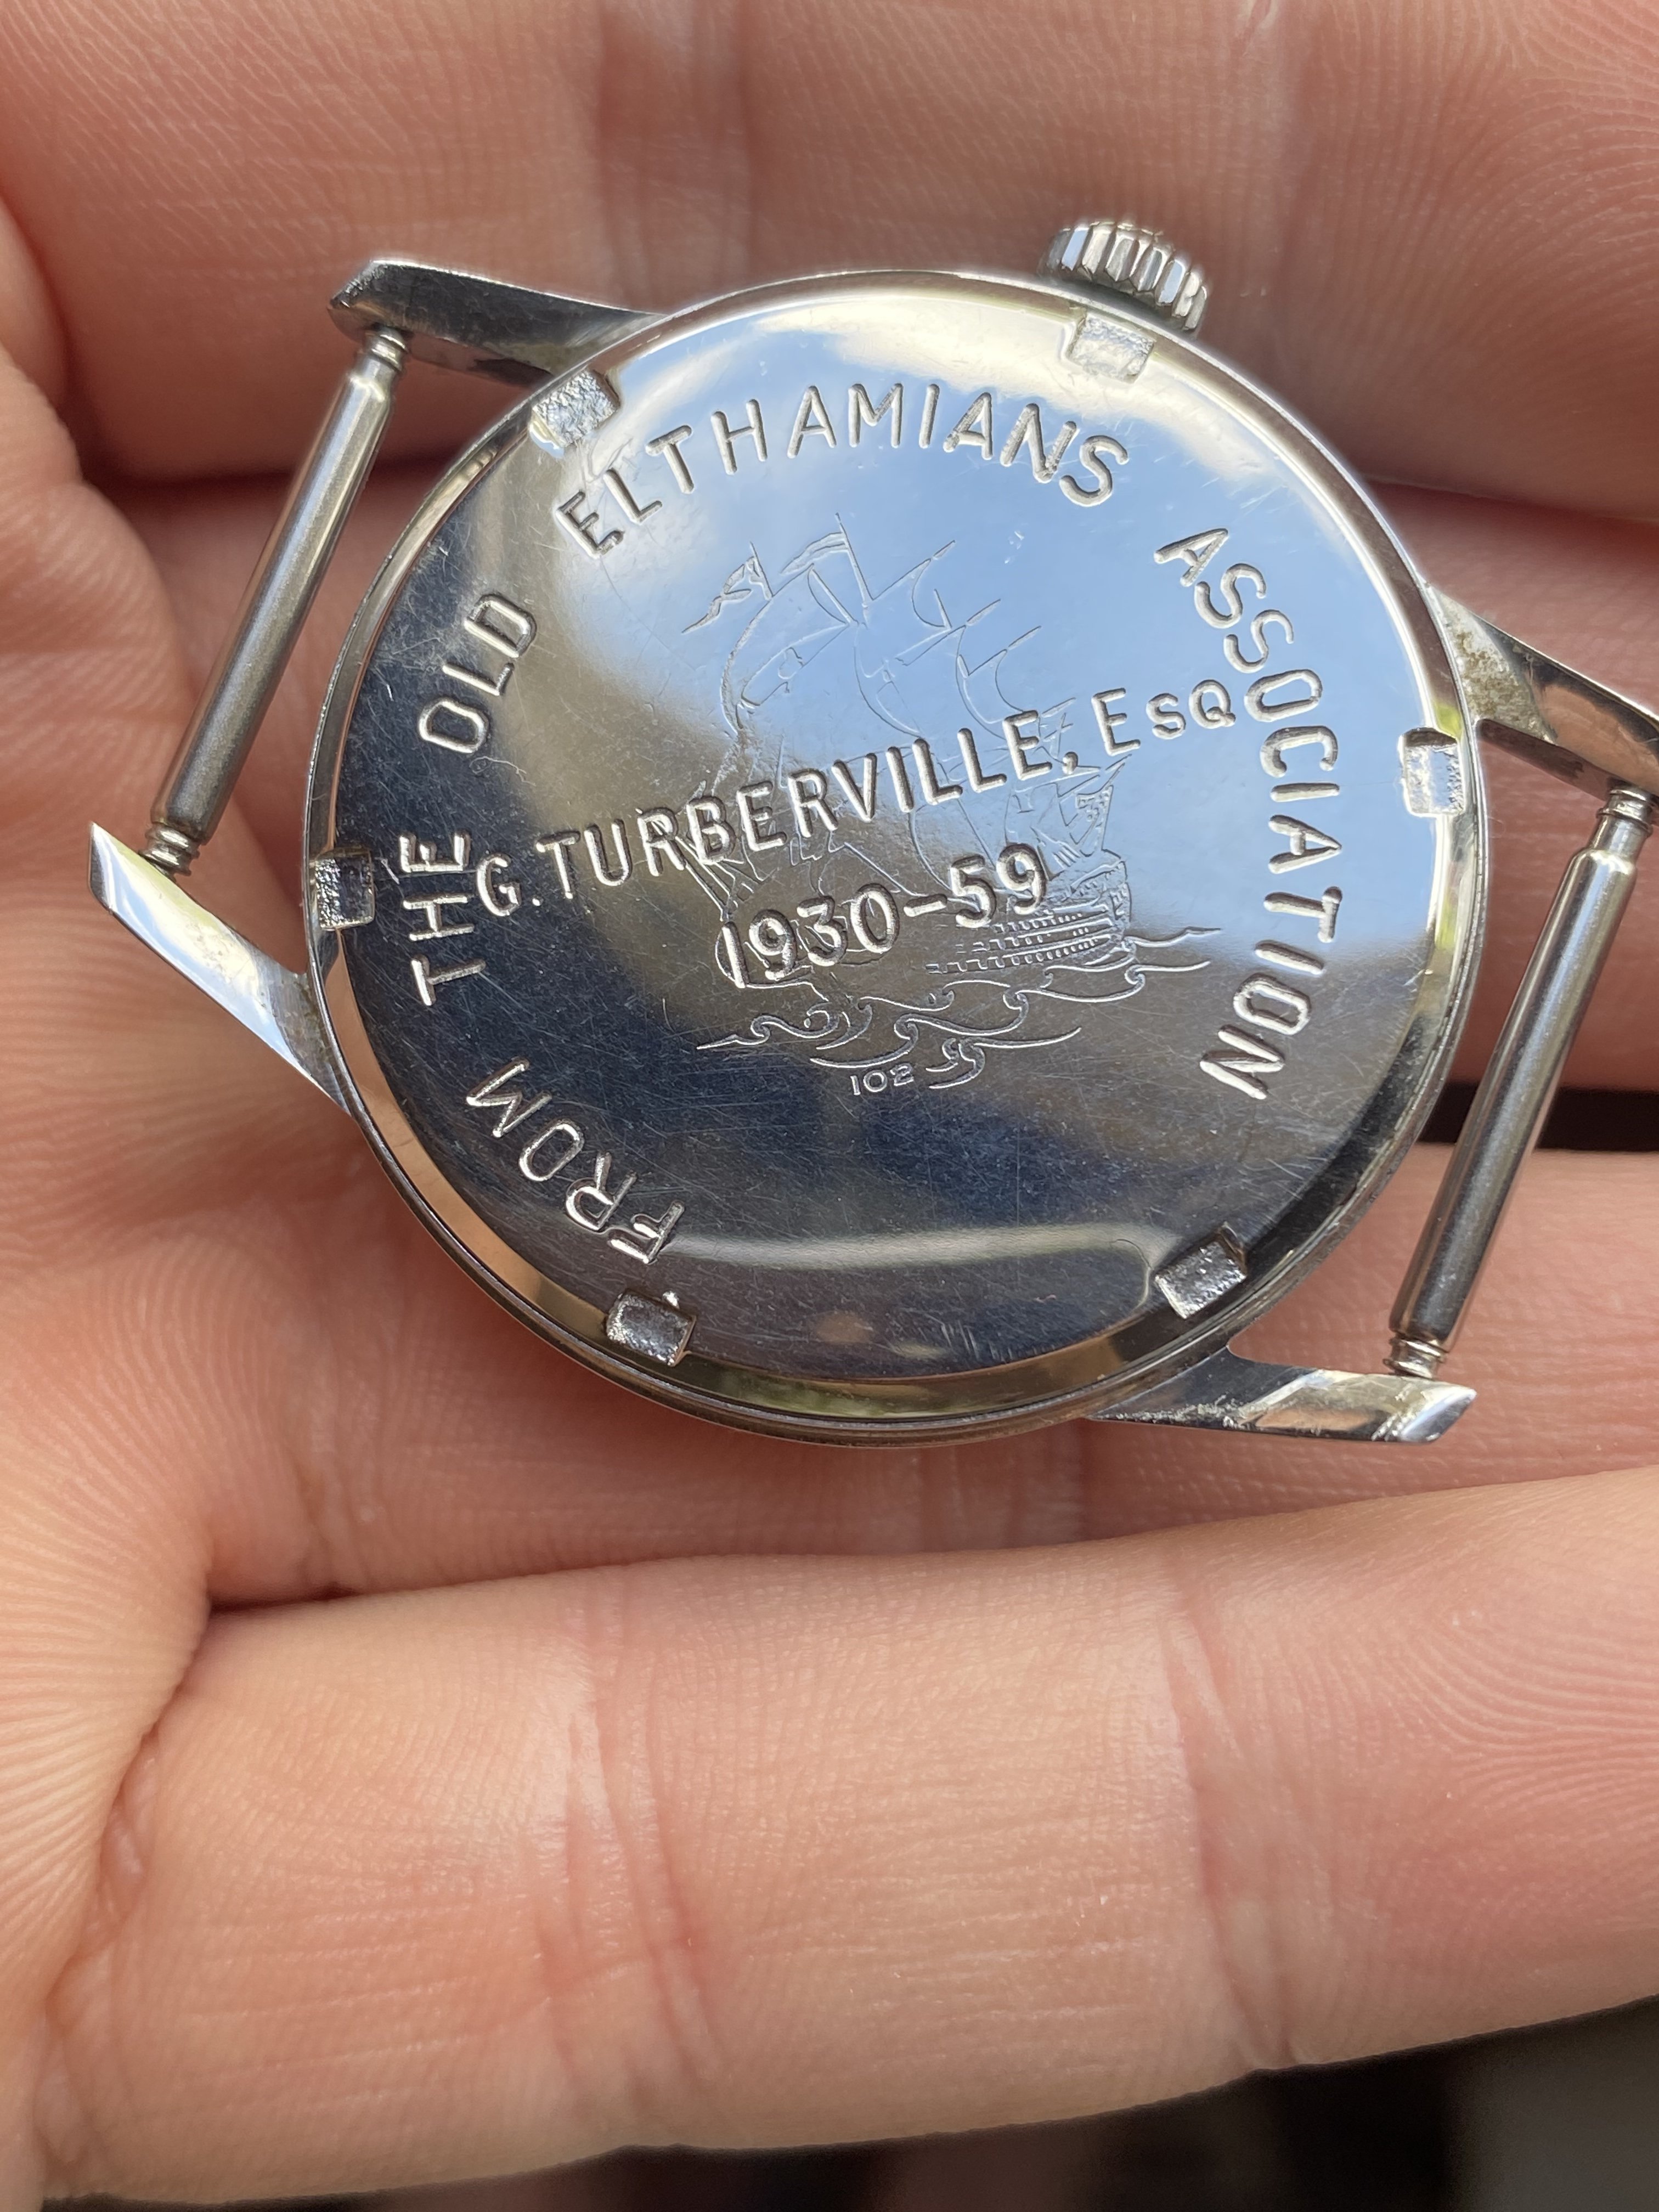 FROM THE OLD ELTHAMIANS ASSOCIATION
G. TURBERVILLE, ESQ
1930-59
102